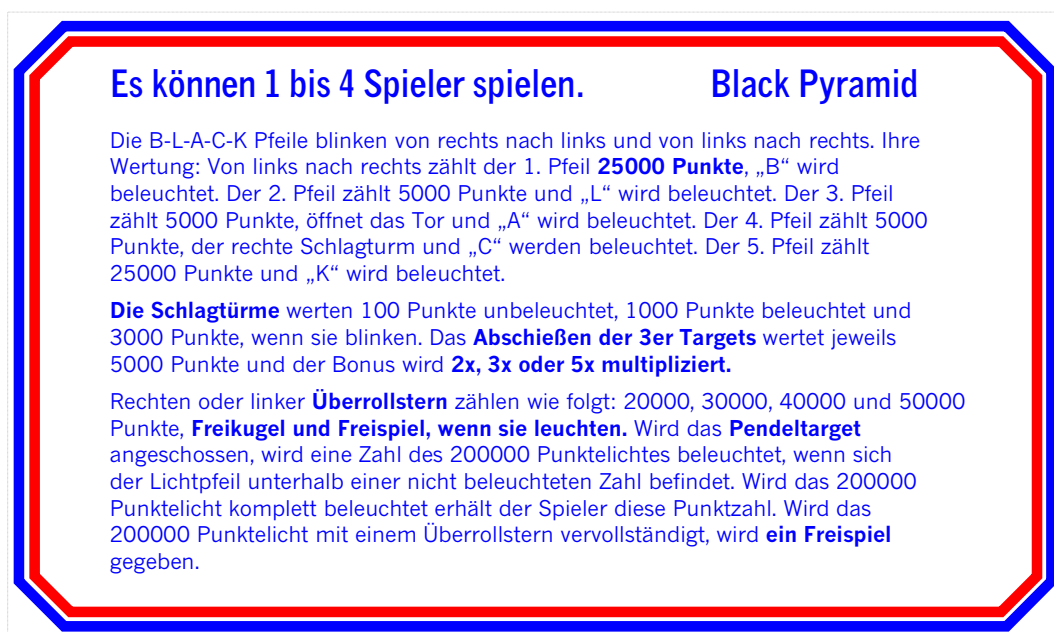 Es können 1 bis 4 Spieler spielen. Black Pyramid
Die B-L-A-C-K Pfeile blinken von rechts nach links und von links nach rechts. Ihre
Wertung: Von links nach rechts zählt der 1. Pfeil 25000 Punkte, „B“ wird
beleuchtet. Der 2. Pfeil zählt 5000 Punkte und „L“ wird beleuchtet. Der 3. Pfeil
zählt 5000 Punkte, öffnet das Tor und „A“ wird beleuchtet. Der 4. Pfeil zählt 5000
Punkte, der rechte Schlagturm und „C“ werden beleuchtet. Der 5. Pfeil zählt
25000 Punkte und „K“ wird beleuchtet.
Die Schlagtürme werten 100 Punkte unbeleuchtet, 1000 Punkte beleuchtet und
3000 Punkte, wenn sie blinken. Das Abschießen der 3er Targets wertet jeweils
5000 Punkte und der Bonus wird 2x, 3x oder 5x multipliziert.
Rechten oder linker Überrollstern zählen wie folgt: 20000, 30000, 40000 und 50000
Punkte, Freikugel und Freispiel, wenn sie leuchten. Wird das Pendeltarget
angeschossen, wird eine Zahl des 200000 Punktelichtes beleuchtet, wenn sich
der Lichtpfeil unterhalb einer nicht beleuchteten Zahl befindet. Wird das 200000
Punktelicht komplett beleuchtet erhält der Spieler diese Punktzahl. Wird das
200000 Punktelicht mit einem Überrollstern vervollständigt, wird ein Freispiel
gegeben.